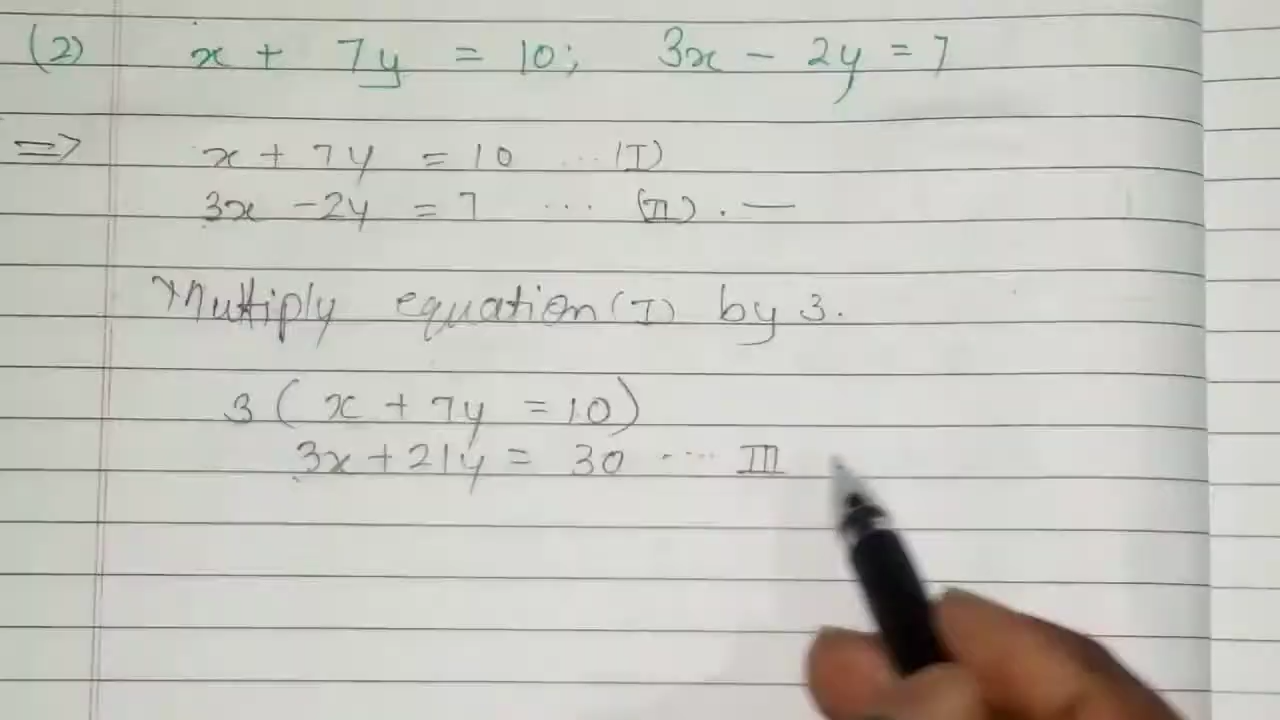 (2) x + 7y = 10; 3x - 2y = 7
=> x + 7y = 10 ... (I)
3x - 2y = 7 ... (II). —
Multiply equation (I) by 3.
3 ( x + 7y = 10 )
3x + 21y = 30 .... III